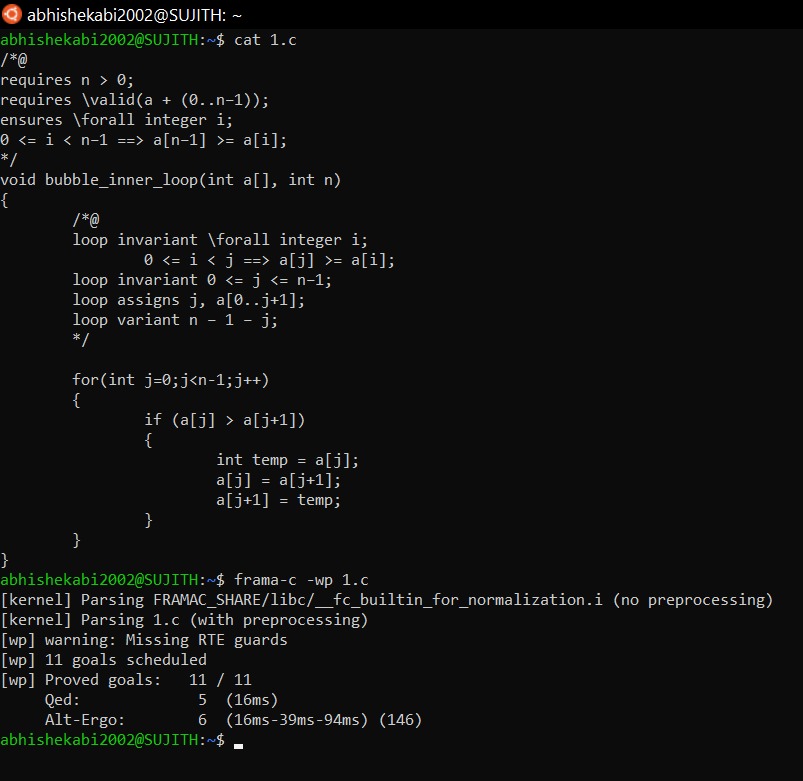 abhishekabi2002@SUJITH: ~
abhishekabi2002@SUJITH:~$ cat 1.c
/*@
requires n > 0;
requires \valid(a + (0..n-1));
ensures \forall integer i;
0 <= i < n-1 ==> a[n-1] >= a[i];
*/
void bubble_inner_loop(int a[], int n)
{
        /*@
        loop invariant \forall integer i;
                0 <= i < j ==> a[j] >= a[i];
        loop invariant 0 <= j <= n-1;
        loop assigns j, a[0..j+1];
        loop variant n - 1 - j;
        */
        for(int j=0;j<n-1;j++)
        {
                if (a[j] > a[j+1])
                {
                        int temp = a[j];
                        a[j] = a[j+1];
                        a[j+1] = temp;
                }
        }
}
abhishekabi2002@SUJITH:~$ frama-c -wp 1.c
[kernel] Parsing FRAMAC_SHARE/libc/__fc_builtin_for_normalization.i (no preprocessing)
[kernel] Parsing 1.c (with preprocessing)
[wp] warning: Missing RTE guards
[wp] 11 goals scheduled
[wp] Proved goals:   11 / 11
     Qed:             5  (16ms)
     Alt-Ergo:        6  (16ms-39ms-94ms) (146)
abhishekabi2002@SUJITH:~$